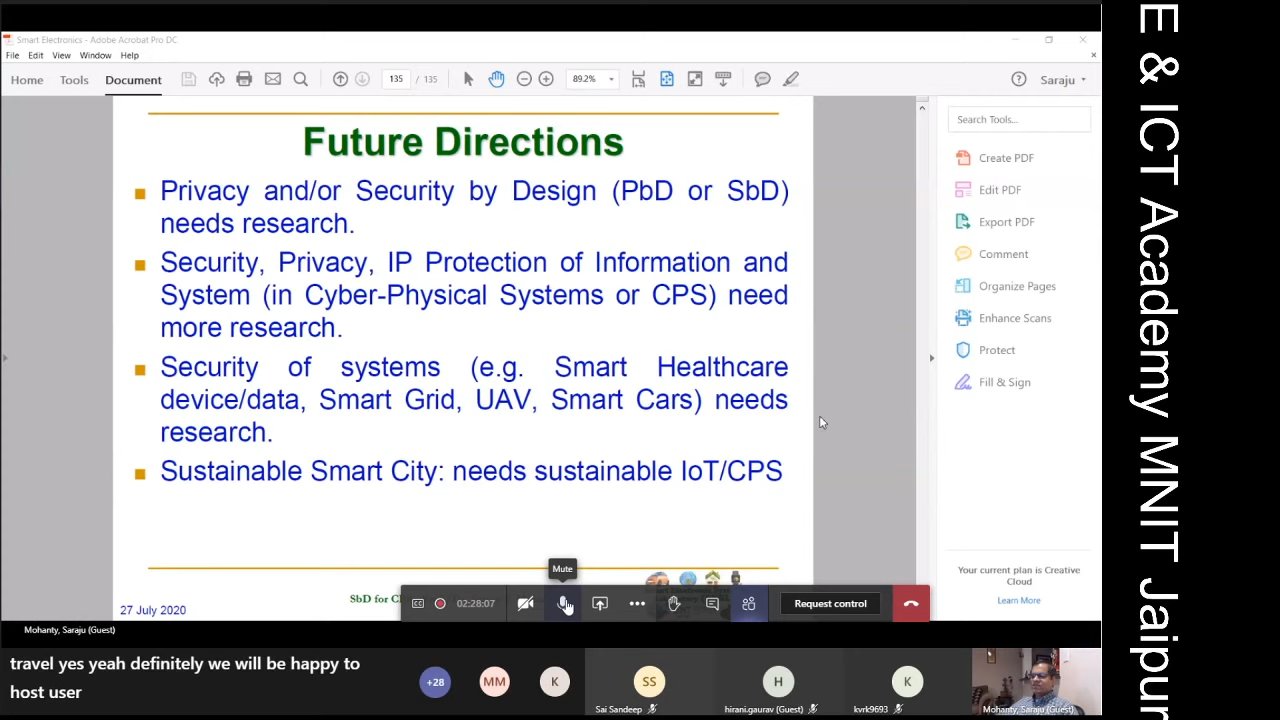 Smart Electronics - Adobe Acrobat Pro DC
File Edit View Window Help
Home Tools Document 135 / 135 89.2% Saraju
Future Directions
Privacy and/or Security by Design (PbD or SbD)
needs research.
Security, Privacy, IP Protection of Information and
System (in Cyber-Physical Systems or CPS) need
more research.
Security of systems (e.g. Smart Healthcare
device/data, Smart Grid, UAV, Smart Cars) needs
research.
Sustainable Smart City: needs sustainable IoT/CPS
27 July 2020
SbD for
Search Tools...
Create PDF
Edit PDF
Export PDF
Comment
Organize Pages
Enhance Scans
Protect
Fill & Sign
Your current plan is Creative
Cloud
Learn More
Mute
02:28:07
Request control
Mohanty, Saraju (Guest)
travel yes yeah definitely we will be happy to
host user
+28
MM
K
SS
Sai Sandeep
H
hirani.gaurav (Guest)
K
kvrk9693
Mohanty, Saraju (Guest)
E & ICT Academy MNIT Jaipur